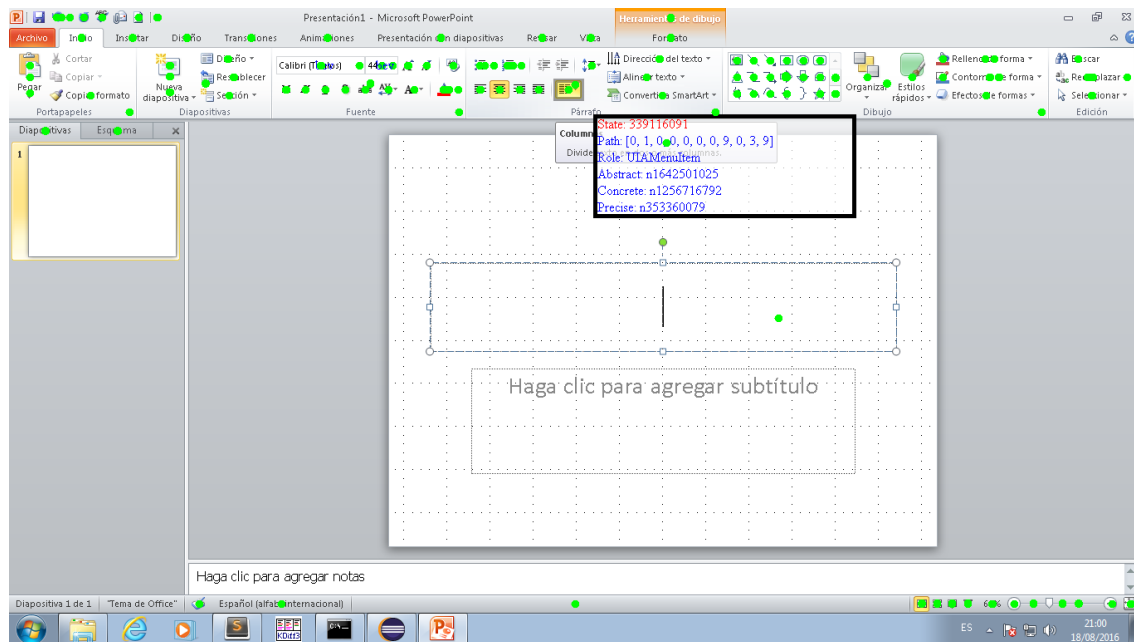 Presentación1 - Microsoft PowerPoint
Herramientas de dibujo
Archivo Inicio Insertar Diseño Transiciones Animaciones Presentación con diapositivas Revisar Vista Formato
Cortar
Copiar
Copiar formato
Pegar
Portapapeles
Nueva
diapositiva
Diseño
Restablecer
Sección
Diapositivas
Calibri (Títulos) 44
Fuente
Dirección del texto
Alinear texto
Convertir a SmartArt
Párrafo
Organizar
Estilos
rápidos
Relleno de forma
Contorno de forma
Efectos de formas
Dibujo
Buscar
Reemplazar
Seleccionar
Edición
Diapositivas Esquema
1
Column
Divide
State: 339116091
Path: [0, 1, 0, 0, 0, 0, 0, 9, 0, 3, 9]
Role: UIAMenuItem
Abstract: n1642501025
Concrete: n1256716792
Precise: n353360079
Haga clic para agregar subtítulo
Haga clic para agregar notas
Diapositiva 1 de 1 "Tema de Office" Español (alfab. internacional) 66%
KDiff3
ES
21:00
18/08/2016